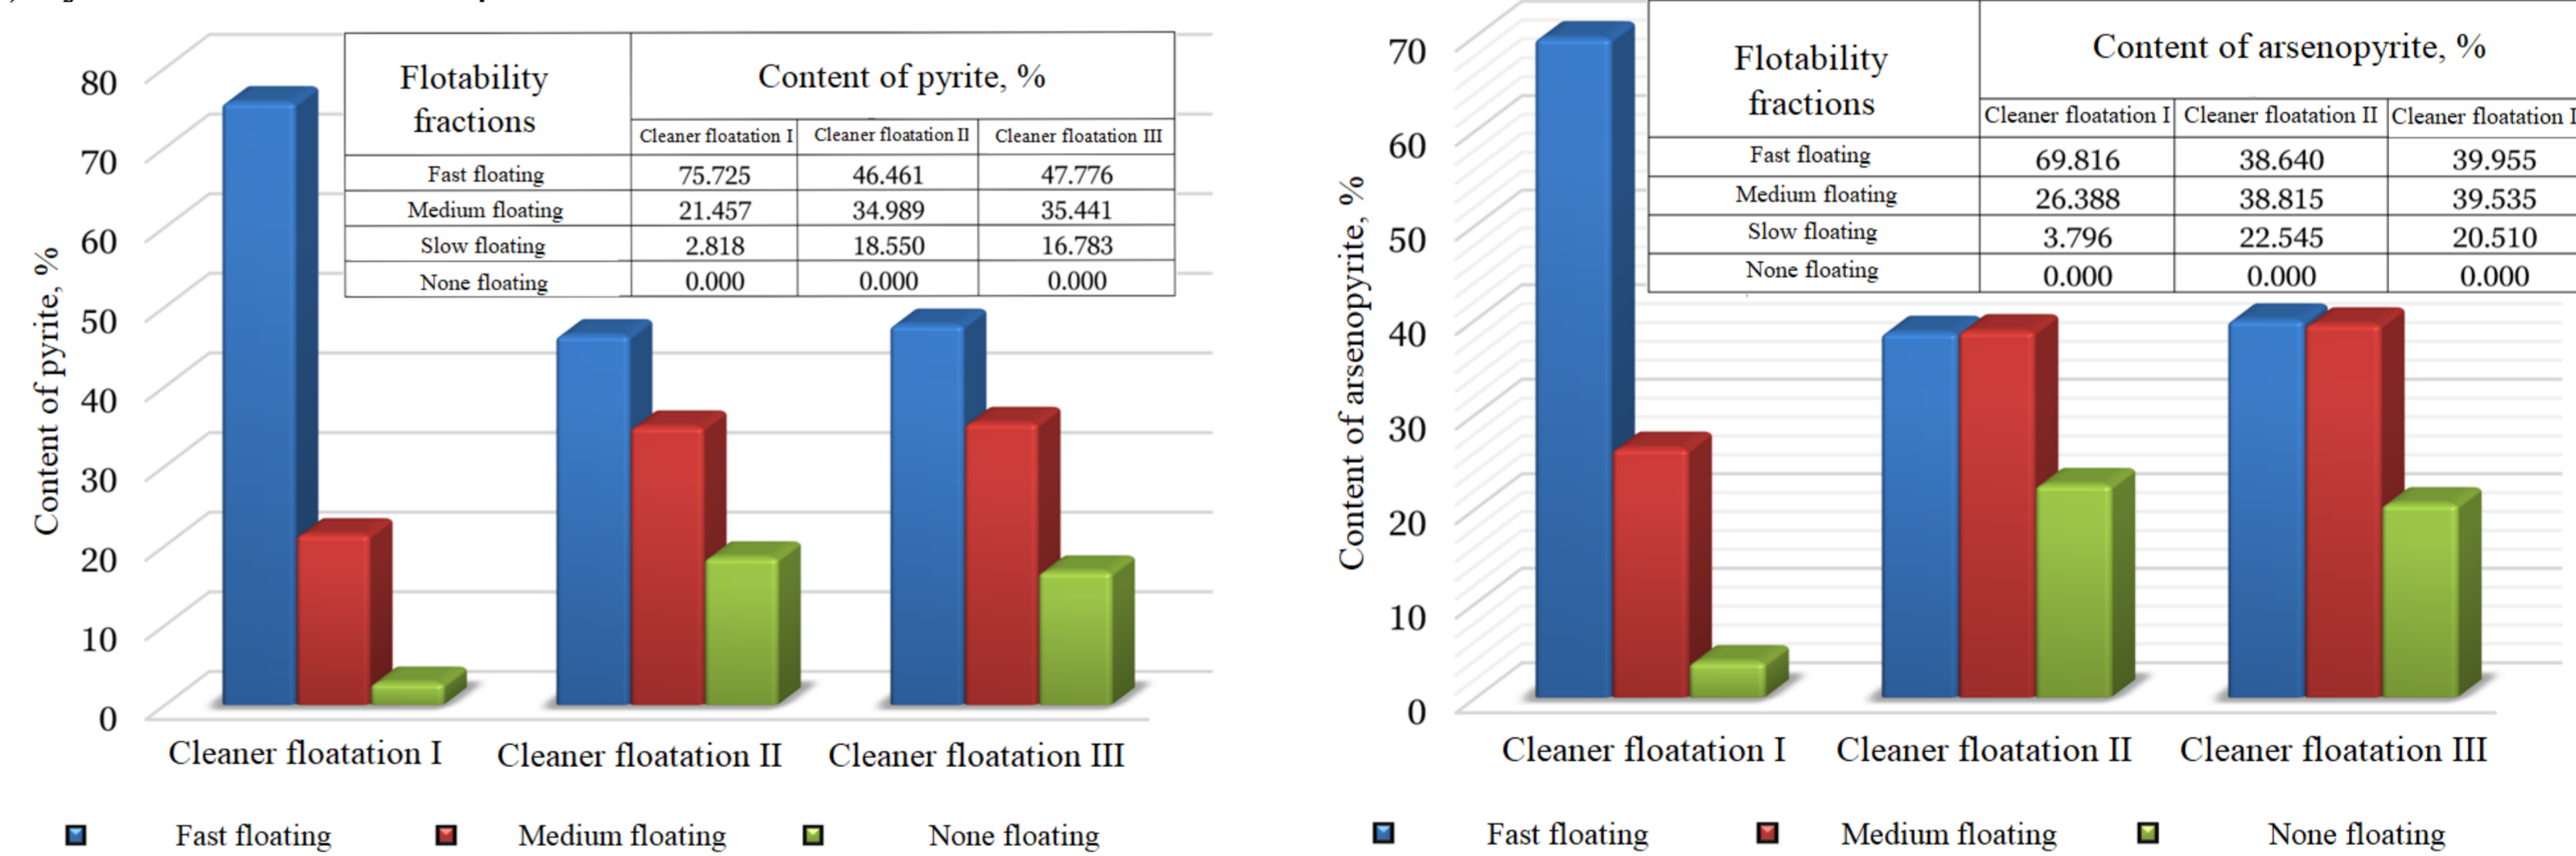 80
70
60
50
40
30
20
10
0
Content of pyrite, %
Flotability
fractions
Content of pyrite, %
Cleaner floatation I Cleaner floatation II Cleaner floatation III
Fast floating 75.725 46.461 47.776
Medium floating 21.457 34.989 35.441
Slow floating 2.818 18.550 16.783
None floating 0.000 0.000 0.000
Cleaner floatation I Cleaner floatation II Cleaner floatation III
Fast floating Medium floating None floating
70
60
50
40
30
20
10
0
Content of arsenopyrite, %
Flotability
fractions
Content of arsenopyrite, %
Cleaner floatation I Cleaner floatation II Cleaner floatation I
Fast floating 69.816 38.640 39.955
Medium floating 26.388 38.815 39.535
Slow floating 3.796 22.545 20.510
None floating 0.000 0.000 0.000
Cleaner floatation I Cleaner floatation II Cleaner floatation III
Fast floating Medium floating None floating